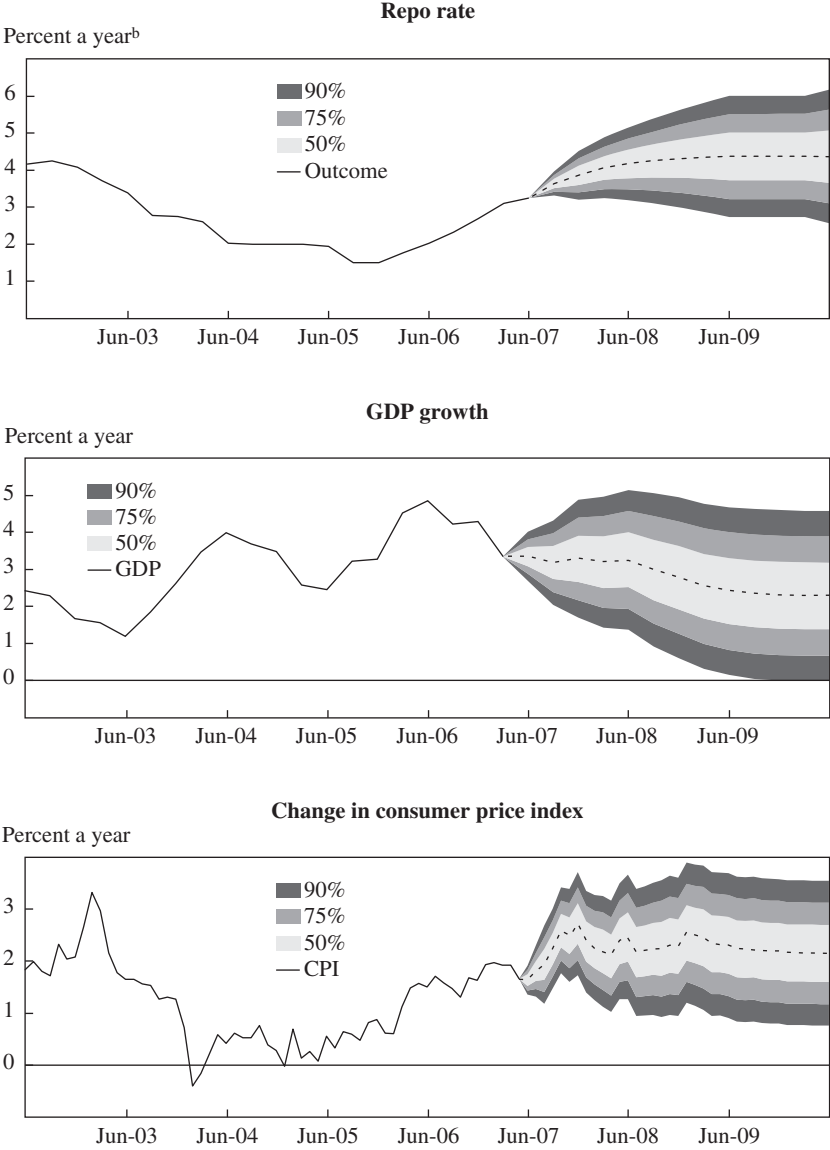 Repo rate
Percent a yearᵇ
6
5
4
3
2
1
90%
75%
50%
Outcome
Jun-03 Jun-04 Jun-05 Jun-06 Jun-07 Jun-08 Jun-09
GDP growth
Percent a year
5
4
3
2
1
0
90%
75%
50%
GDP
Jun-03 Jun-04 Jun-05 Jun-06 Jun-07 Jun-08 Jun-09
Change in consumer price index
Percent a year
3
2
1
0
90%
75%
50%
CPI
Jun-03 Jun-04 Jun-05 Jun-06 Jun-07 Jun-08 Jun-09